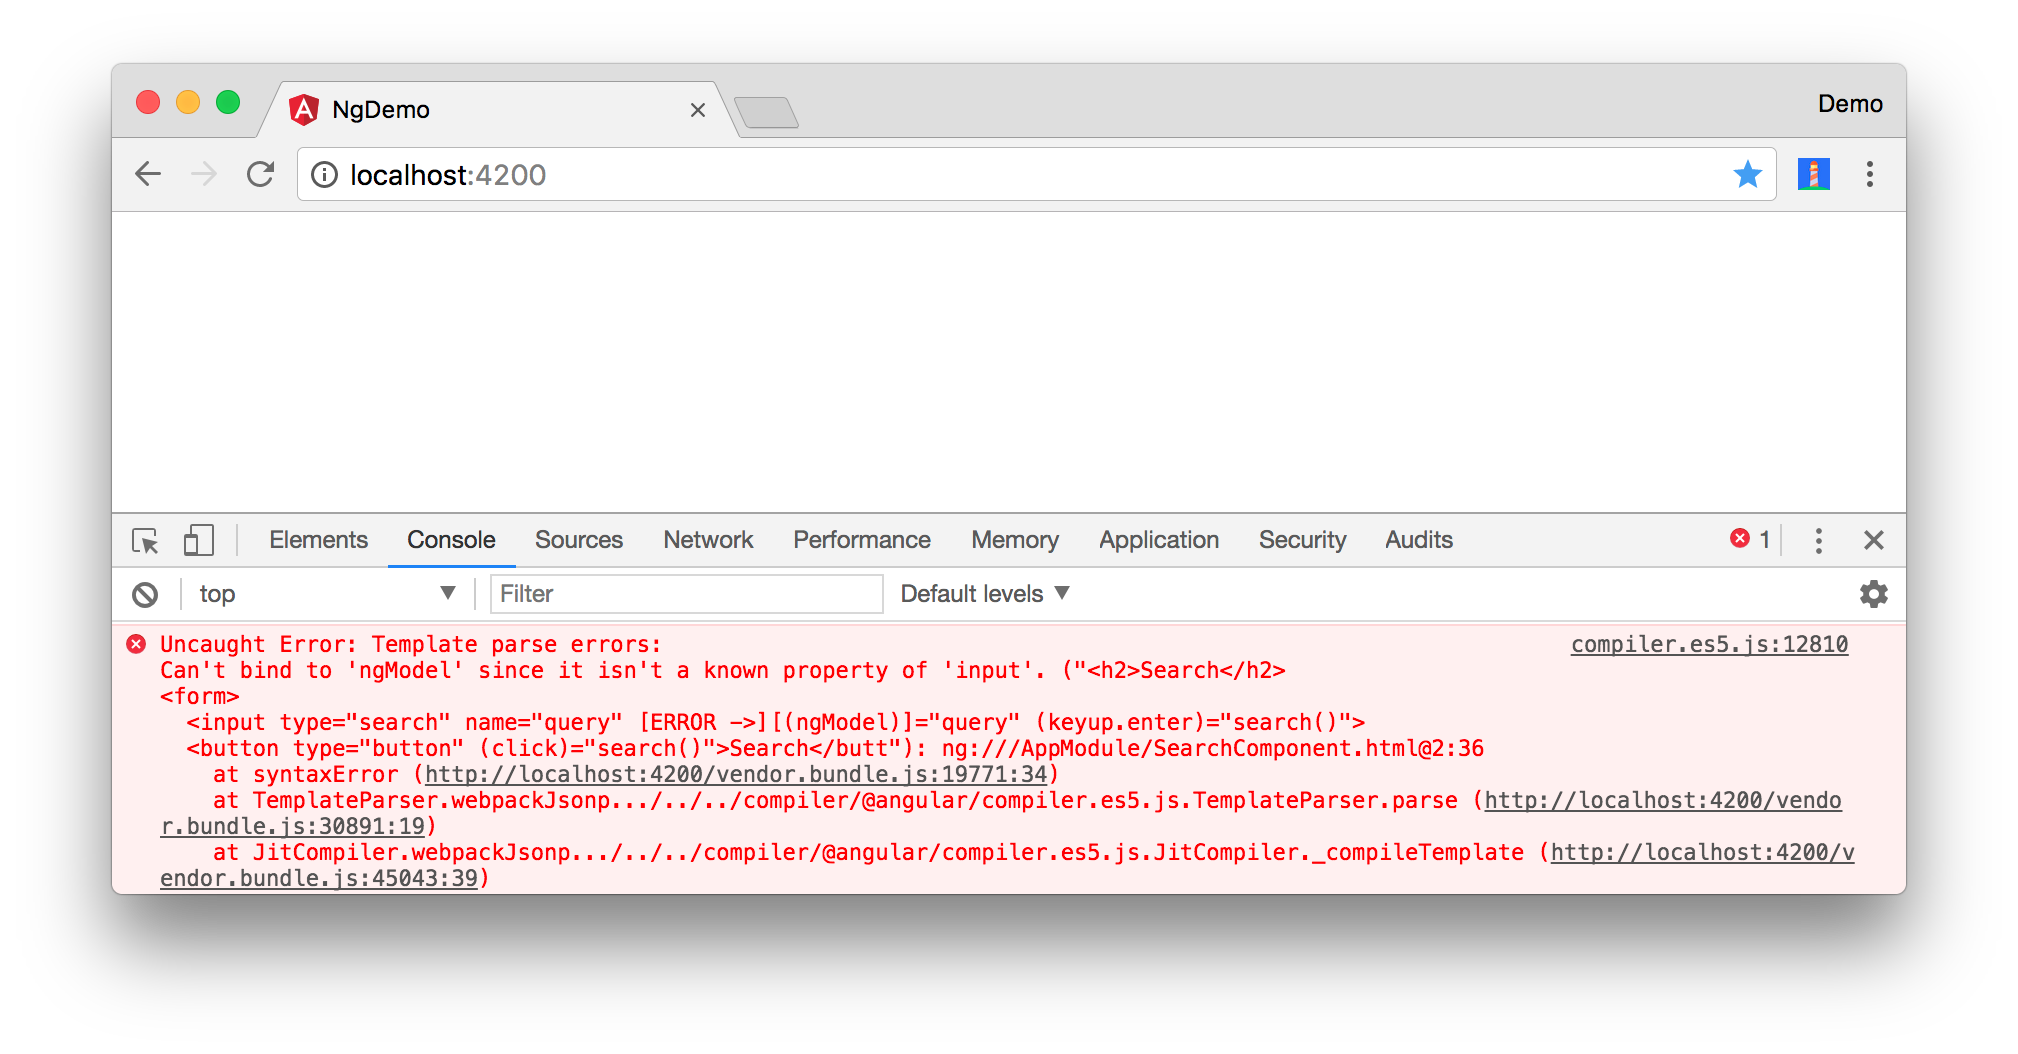 NgDemo
Demo
localhost:4200
Elements Console Sources Network Performance Memory Application Security Audits 1
top Filter Default levels
Uncaught Error: Template parse errors: compiler.es5.js:12810
Can't bind to 'ngModel' since it isn't a known property of 'input'. ("<h2>Search</h2>
<form>
<input type="search" name="query" [ERROR ->][(ngModel)]="query" (keyup.enter)="search()">
<button type="button" (click)="search()">Search</butt"): ng:///AppModule/SearchComponent.html@2:36
at syntaxError (http://localhost:4200/vendor.bundle.js:19771:34)
at TemplateParser.webpackJsonp.../../../compiler/@angular/compiler.es5.js.TemplateParser.parse (http://localhost:4200/vendo
r.bundle.js:30891:19)
at JitCompiler.webpackJsonp.../../../compiler/@angular/compiler.es5.js.JitCompiler._compileTemplate (http://localhost:4200/v
endor.bundle.js:45043:39)